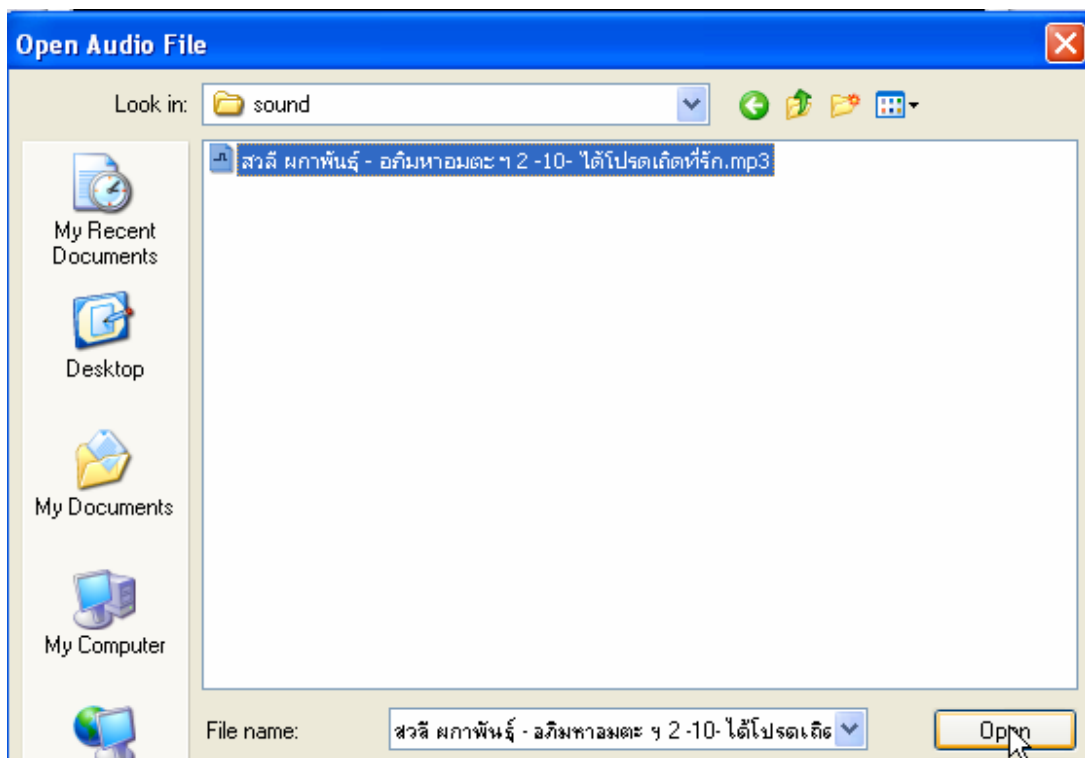 Open Audio File
Look in:
sound
สวลี ผกาพันธุ์ - อภิมหาอมตะ ฯ 2 -10- ได้โปรดเถิดที่รัก.mp3
My Recent
Documents
Desktop
My Documents
My Computer
File name:
สวลี ผกาพันธุ์ - อภิมหาอมตะ ฯ 2 -10- ได้โปรดเถิด
Open